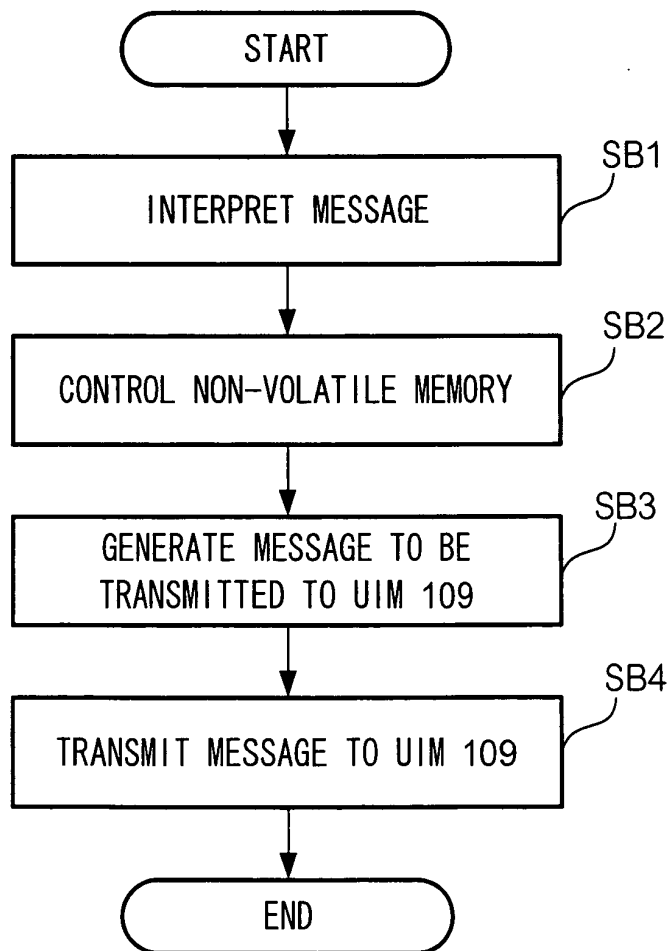 START
SB1
INTERPRET MESSAGE
SB2
CONTROL NON-VOLATILE MEMORY
SB3
GENERATE MESSAGE TO BE
TRANSMITTED TO UIM 109
SB4
TRANSMIT MESSAGE TO UIM 109
END